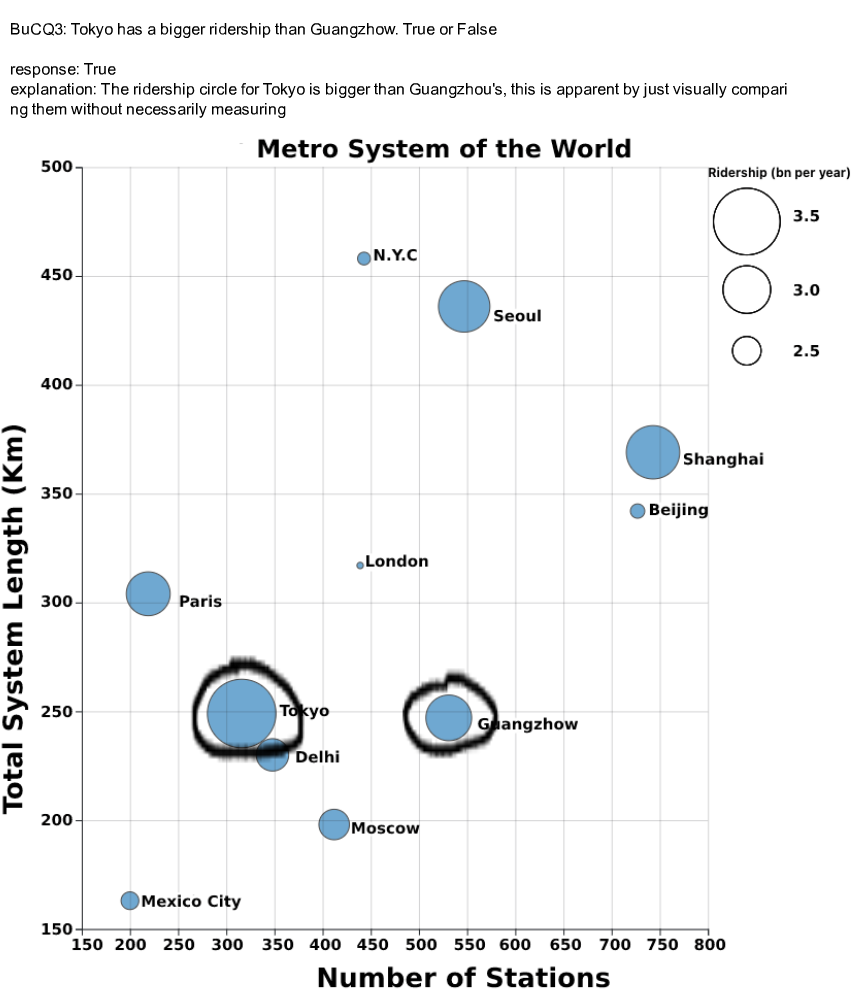 BuCQ3: Tokyo has a bigger ridership than Guangzhow. True or False
response: True
explanation: The ridership circle for Tokyo is bigger than Guangzhou's, this is apparent by just visually compari
ng them without necessarily measuring
Metro System of the World
Ridership (bn per year)
3.5
3.0
2.5
500
450
400
350
300
250
200
150
Total System Length (Km)
N.Y.C
Seoul
Shanghai
Beijing
London
Paris
Tokyo
Guangzhow
Delhi
Moscow
Mexico City
150 200 250 300 350 400 450 500 550 600 650 700 750 800
Number of Stations